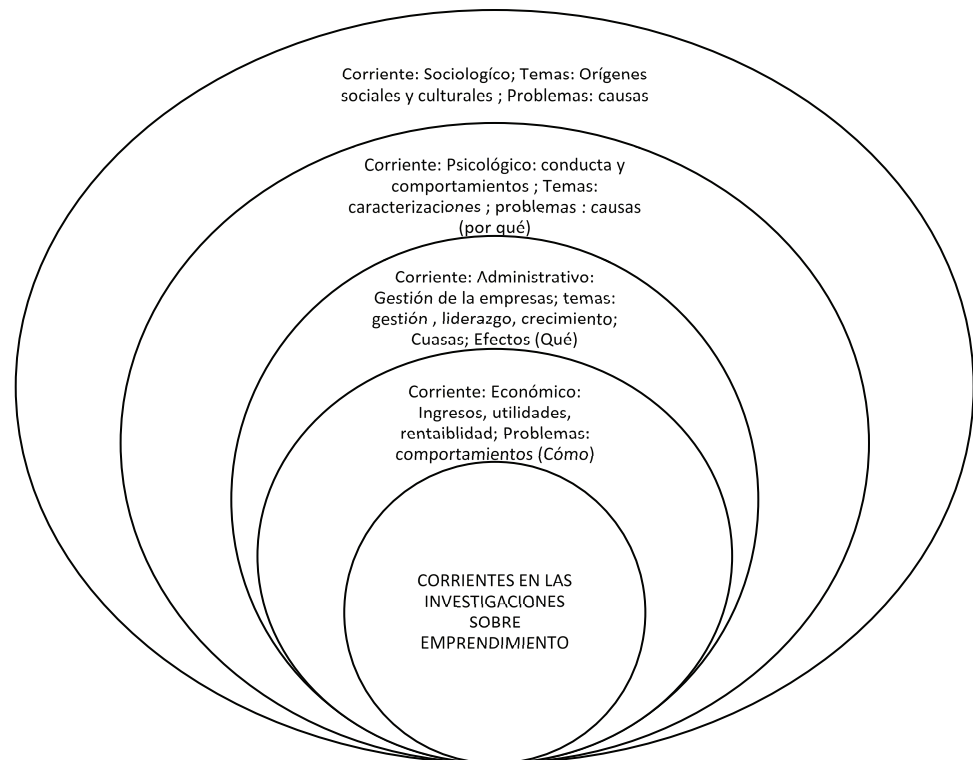 Corriente: Sociologíco; Temas: Orígenes
sociales y culturales ; Problemas: causas
Corriente: Psicológico: conducta y
comportamientos ; Temas:
caracterizaciones ; problemas : causas
(por qué)
Corriente: Administrativo:
Gestión de la empresas; temas:
gestión , liderazgo, crecimiento;
Cuasas; Efectos (Qué)
Corriente: Económico:
Ingresos, utilidades,
rentaiblidad; Problemas:
comportamientos (Cómo)
CORRIENTES EN LAS
INVESTIGACIONES
SOBRE
EMPRENDIMIENTO